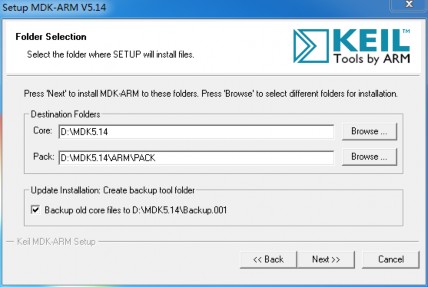 Setup MDK-ARM V5.14
Folder Selection
Select the folder where SETUP will install files.
KEIL™
Tools by ARM
Press 'Next' to install MDK-ARM to these folders. Press 'Browse' to select different folders for installation.
Destination Folders
Core: D:\MDK5.14 Browse ...
Pack: D:\MDK5.14\ARM\PACK Browse ...
Update Installation: Create backup tool folder
Backup old core files to D:\MDK5.14\Backup.001
Keil MDK-ARM Setup
<< Back Next >> Cancel